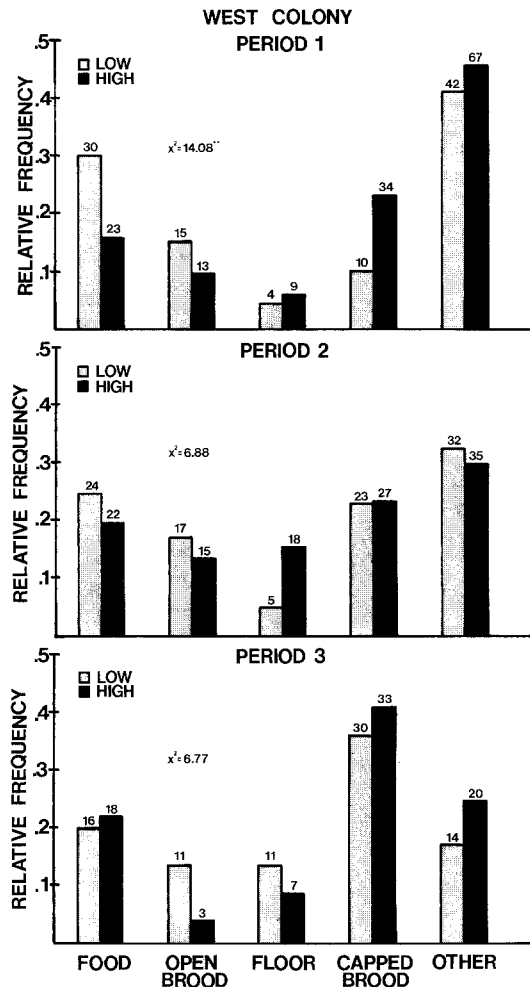 WEST COLONY
PERIOD 1
RELATIVE FREQUENCY
.5
.4
.3
.2
.1
LOW
HIGH
x²=14.08**
30
23
15
13
4
9
10
34
42
67
PERIOD 2
RELATIVE FREQUENCY
.5
.4
.3
.2
.1
LOW
HIGH
x²=6.88
24
22
17
15
5
18
23
27
32
35
PERIOD 3
RELATIVE FREQUENCY
.5
.4
.3
.2
.1
LOW
HIGH
x²=6.77
16
18
11
3
11
7
30
33
14
20
FOOD
OPEN
BROOD
FLOOR
CAPPED
BROOD
OTHER